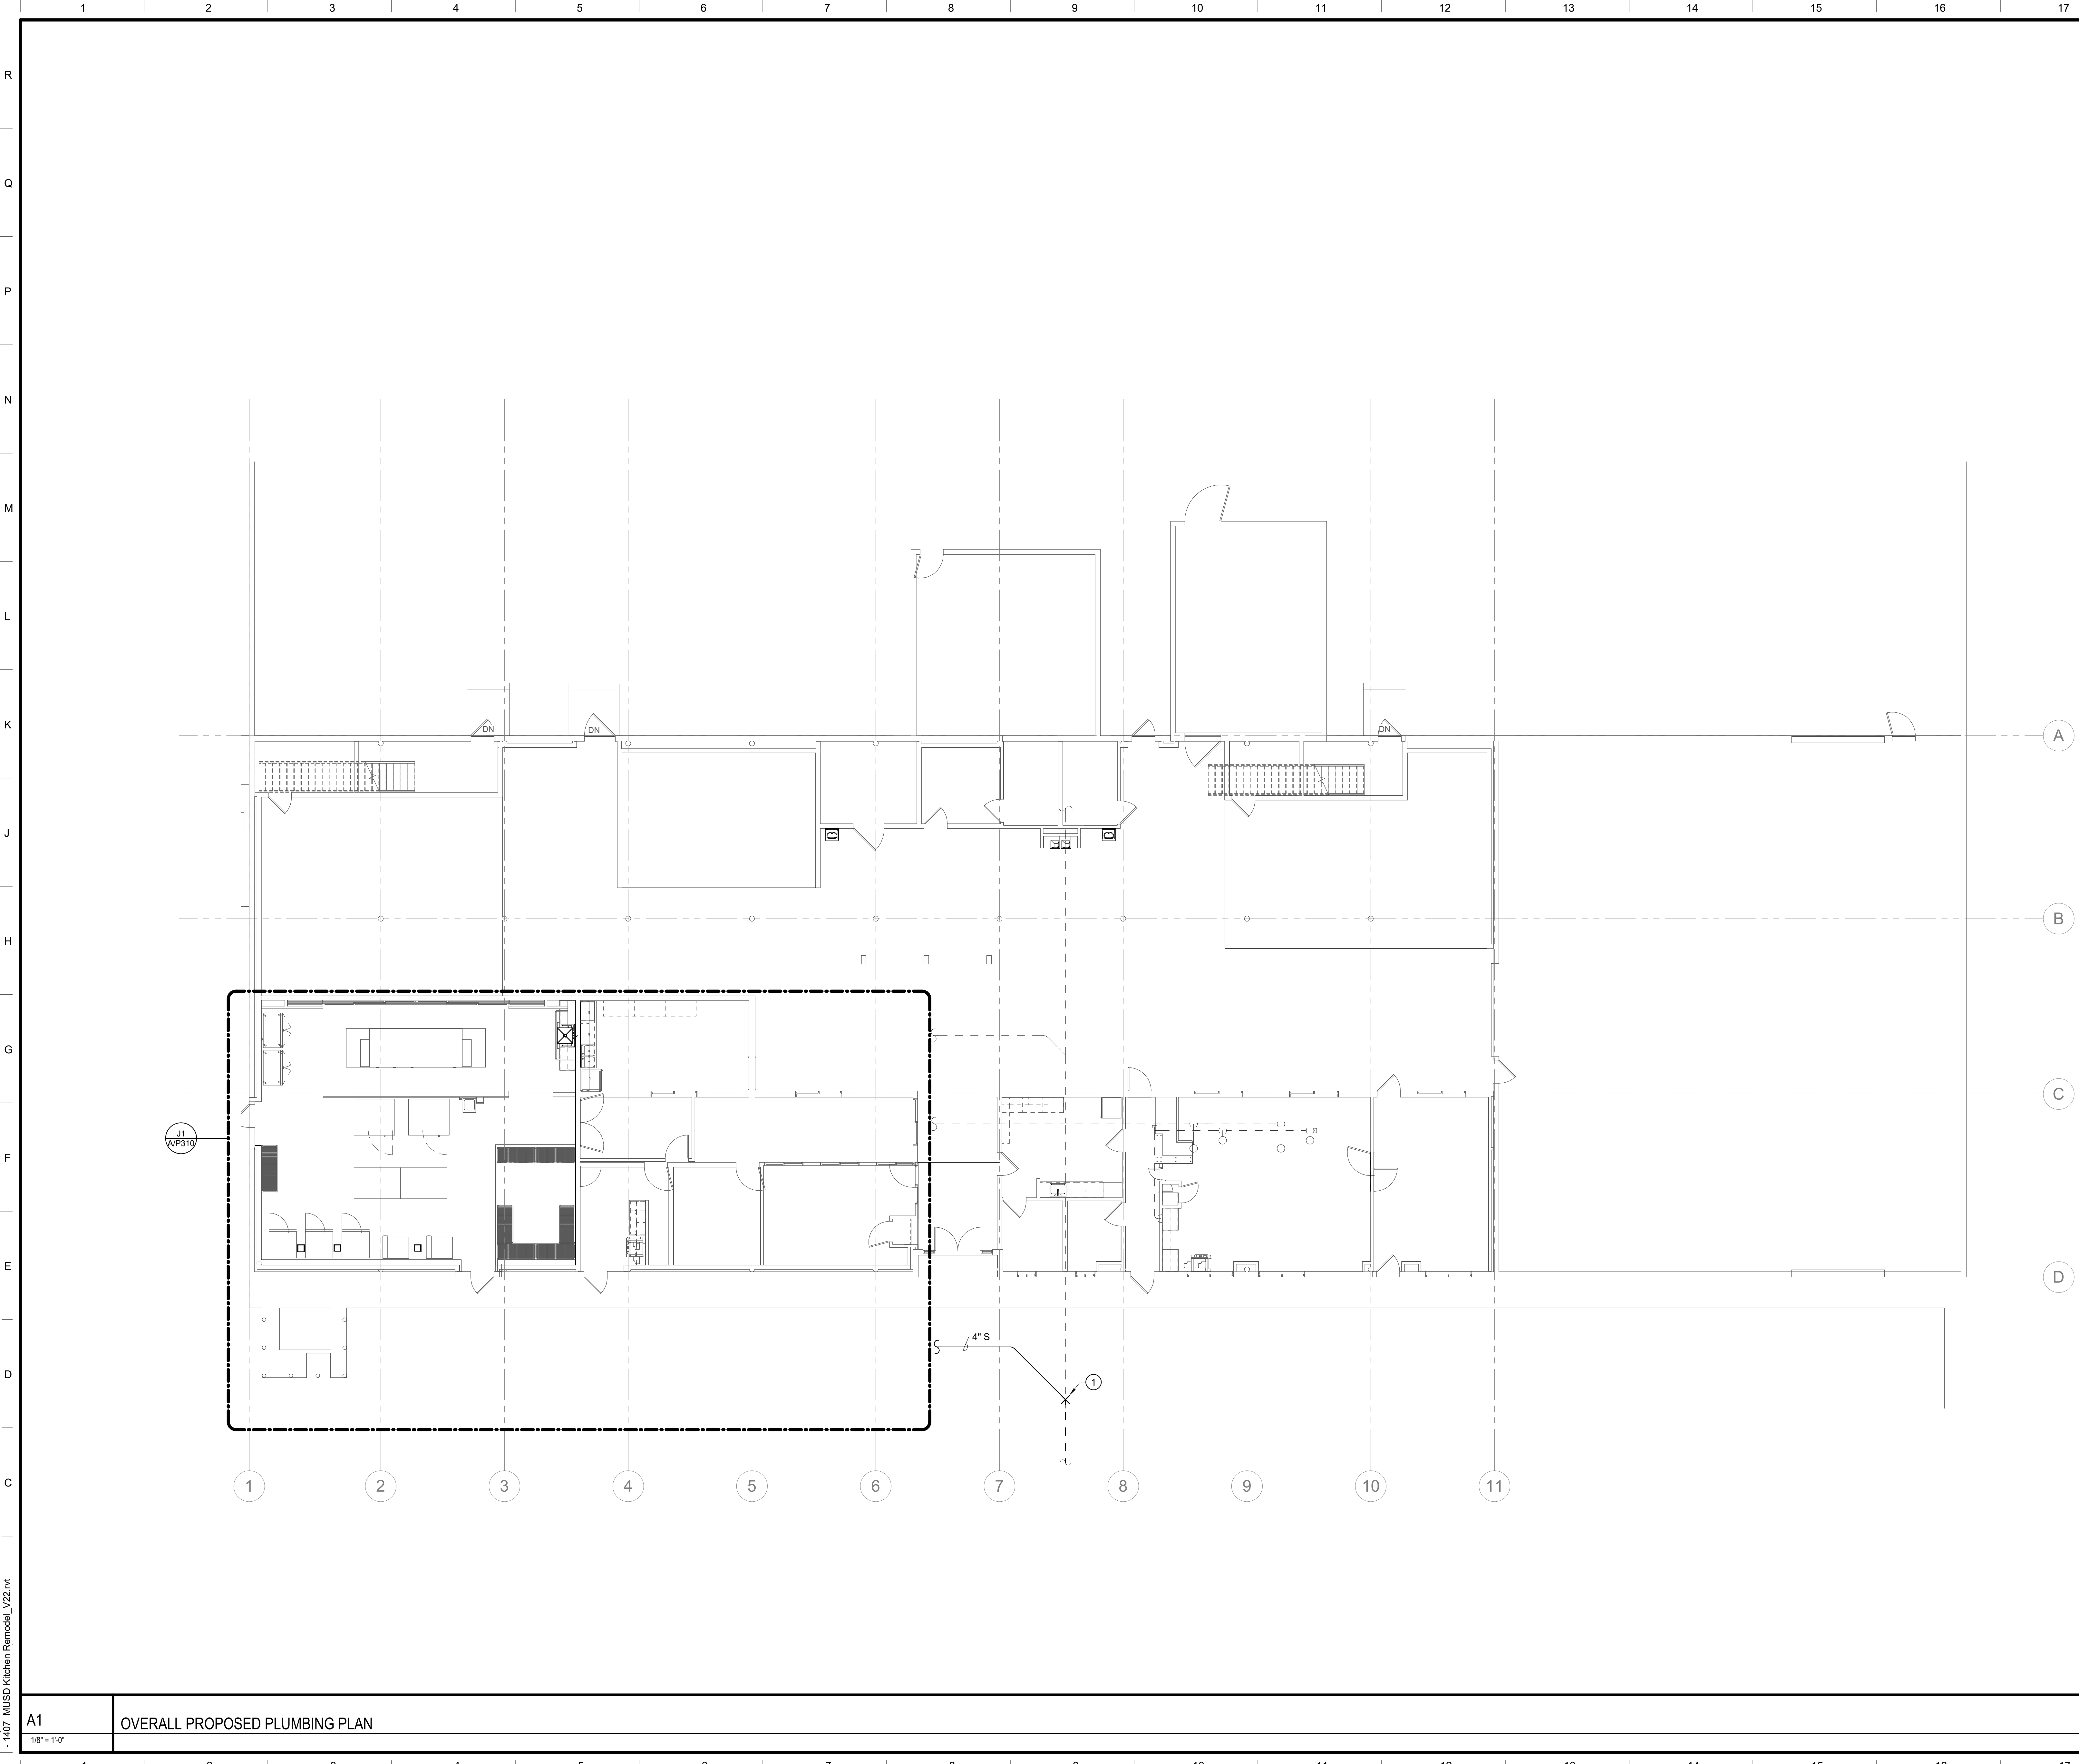 1 2 3 4 5 6 7 8 9 10 11 12 13 14 15 16 17
R
Q
P
N
M
L
K
DN DN DN
A
J
B
H
G
C
J1
A/P310
F
E
D
4" S
D
1
C
1 2 3 4 5 6 7 8 9 10 11
- 1407 MUSD Kitchen Remodel_V22.rvt
A1
OVERALL PROPOSED PLUMBING PLAN
1/8" = 1'-0"